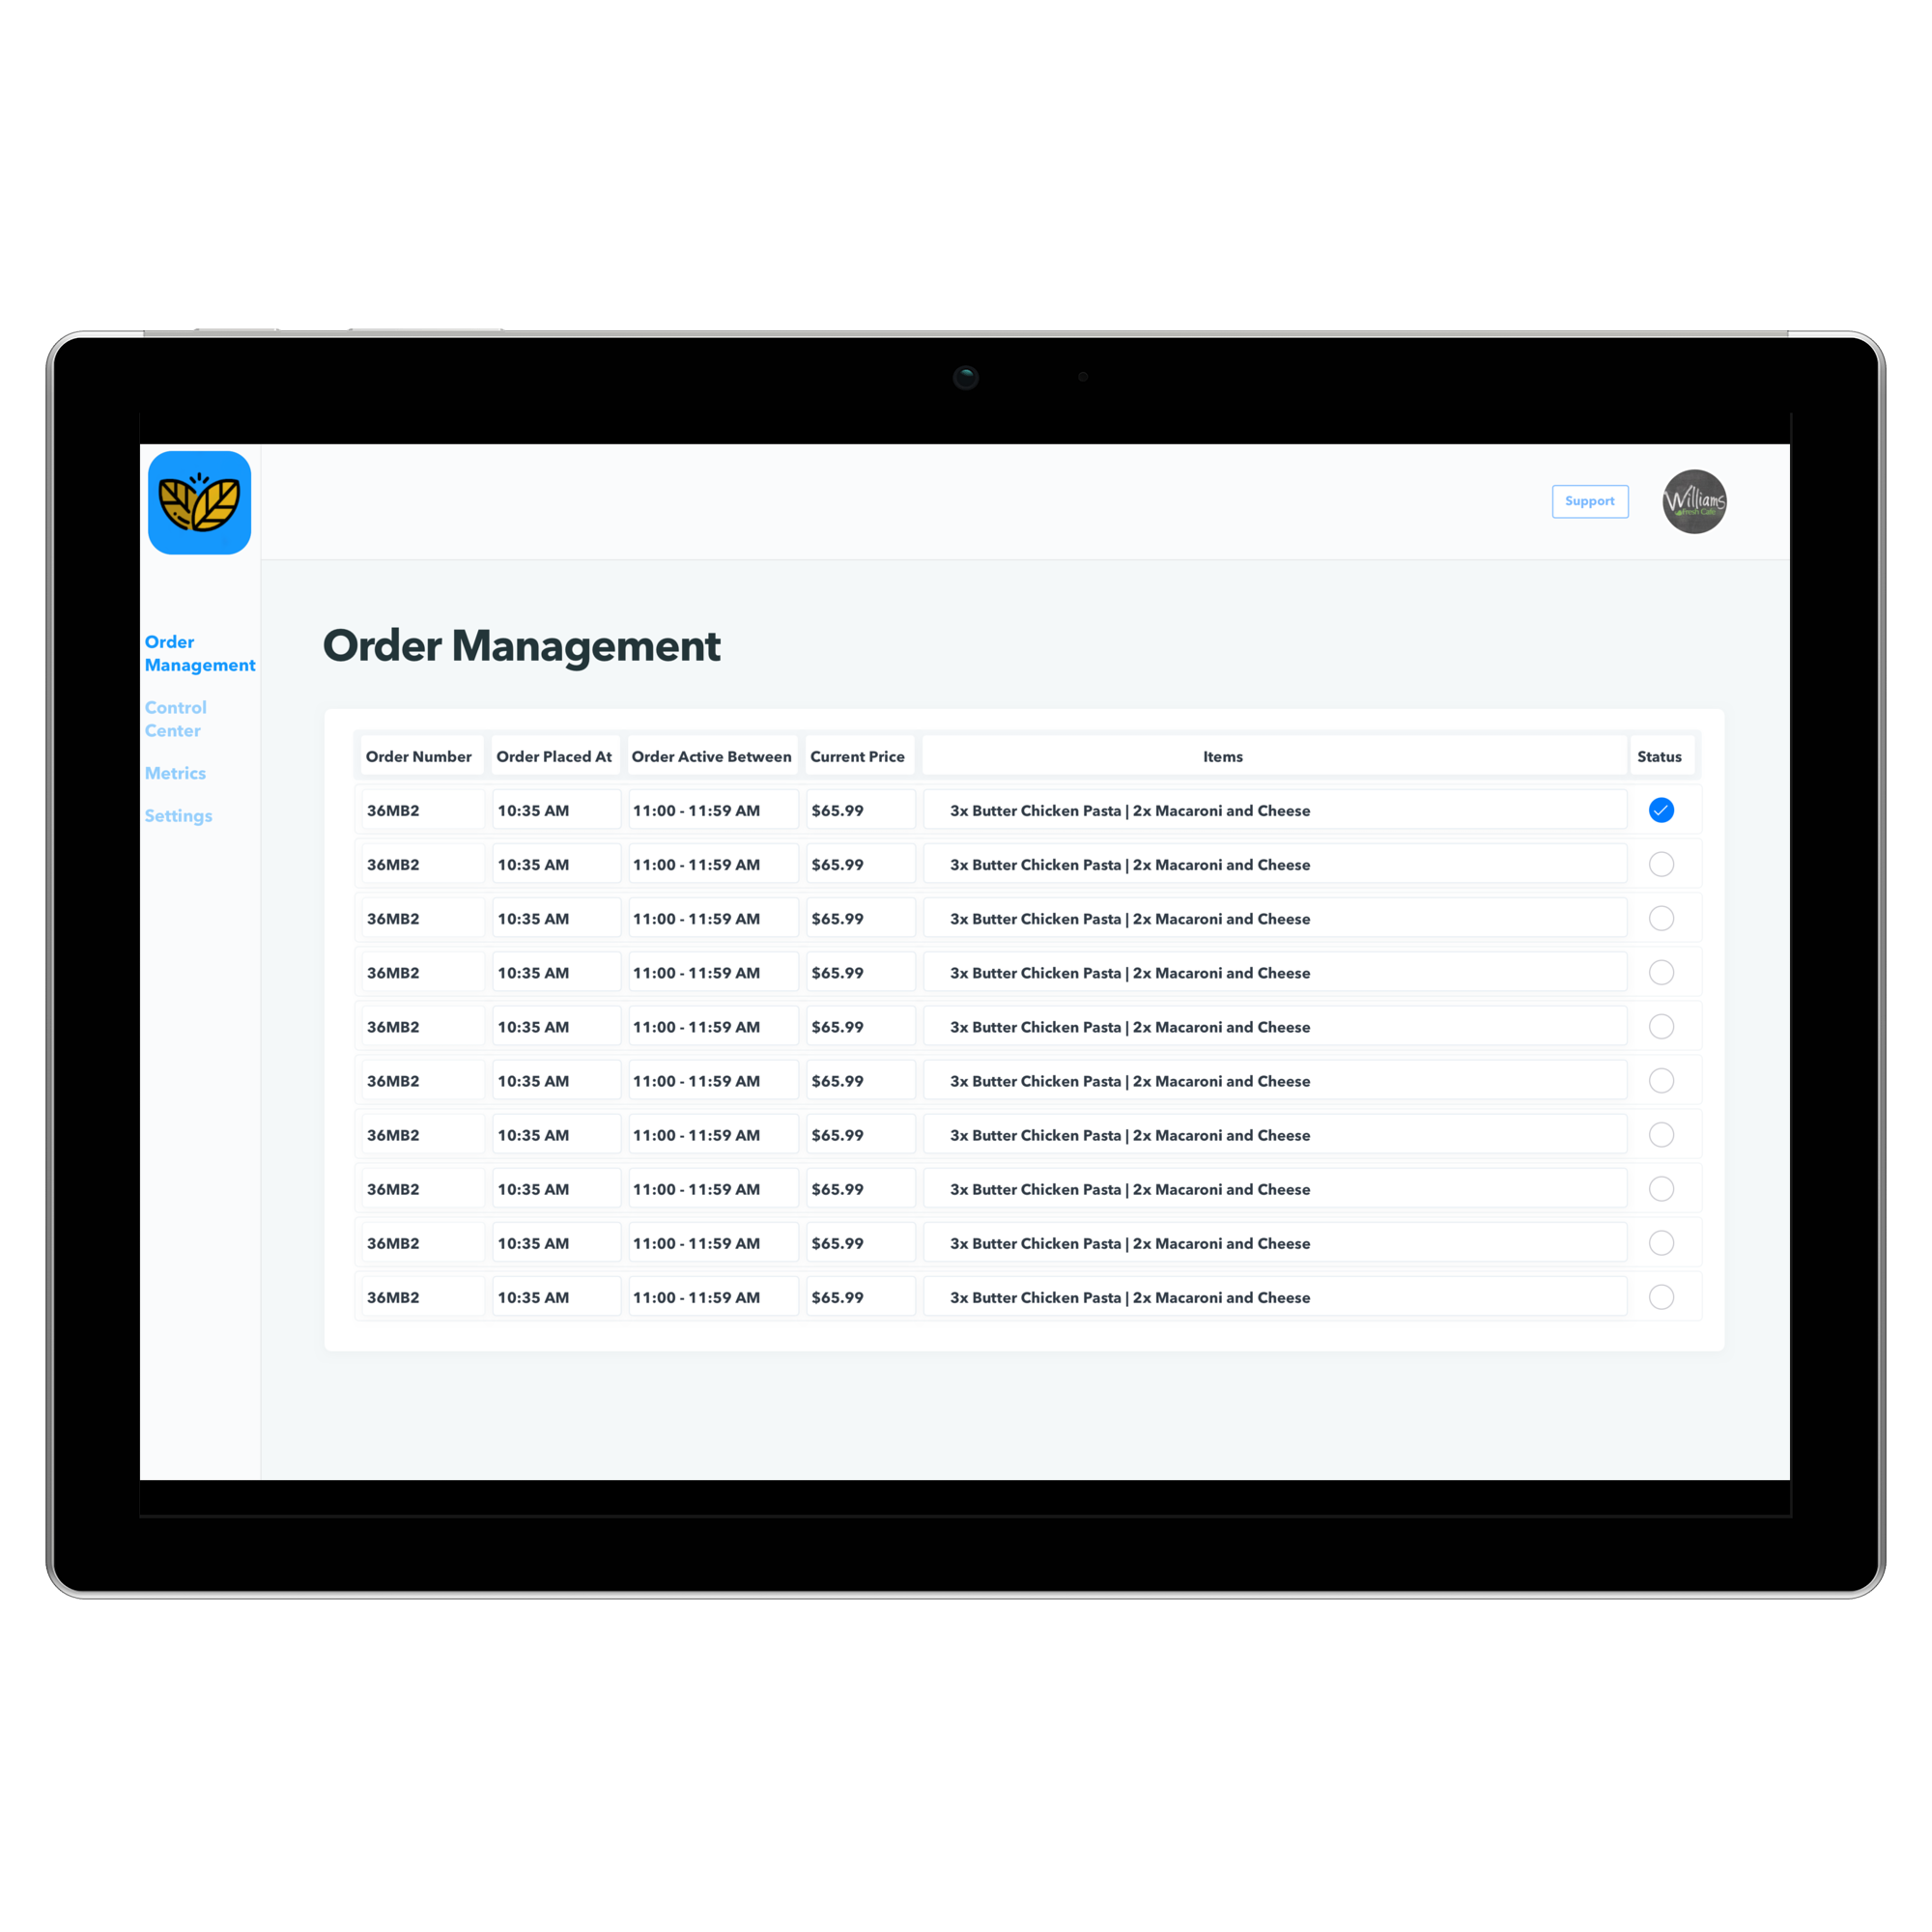 Support
Williams
Fresh Cafe
Order
Management
Control
Center
Metrics
Settings
Order Management
Order Number Order Placed At Order Active Between Current Price Items Status
36MB2 10:35 AM 11:00 - 11:59 AM $65.99 3x Butter Chicken Pasta | 2x Macaroni and Cheese
36MB2 10:35 AM 11:00 - 11:59 AM $65.99 3x Butter Chicken Pasta | 2x Macaroni and Cheese
36MB2 10:35 AM 11:00 - 11:59 AM $65.99 3x Butter Chicken Pasta | 2x Macaroni and Cheese
36MB2 10:35 AM 11:00 - 11:59 AM $65.99 3x Butter Chicken Pasta | 2x Macaroni and Cheese
36MB2 10:35 AM 11:00 - 11:59 AM $65.99 3x Butter Chicken Pasta | 2x Macaroni and Cheese
36MB2 10:35 AM 11:00 - 11:59 AM $65.99 3x Butter Chicken Pasta | 2x Macaroni and Cheese
36MB2 10:35 AM 11:00 - 11:59 AM $65.99 3x Butter Chicken Pasta | 2x Macaroni and Cheese
36MB2 10:35 AM 11:00 - 11:59 AM $65.99 3x Butter Chicken Pasta | 2x Macaroni and Cheese
36MB2 10:35 AM 11:00 - 11:59 AM $65.99 3x Butter Chicken Pasta | 2x Macaroni and Cheese
36MB2 10:35 AM 11:00 - 11:59 AM $65.99 3x Butter Chicken Pasta | 2x Macaroni and Cheese